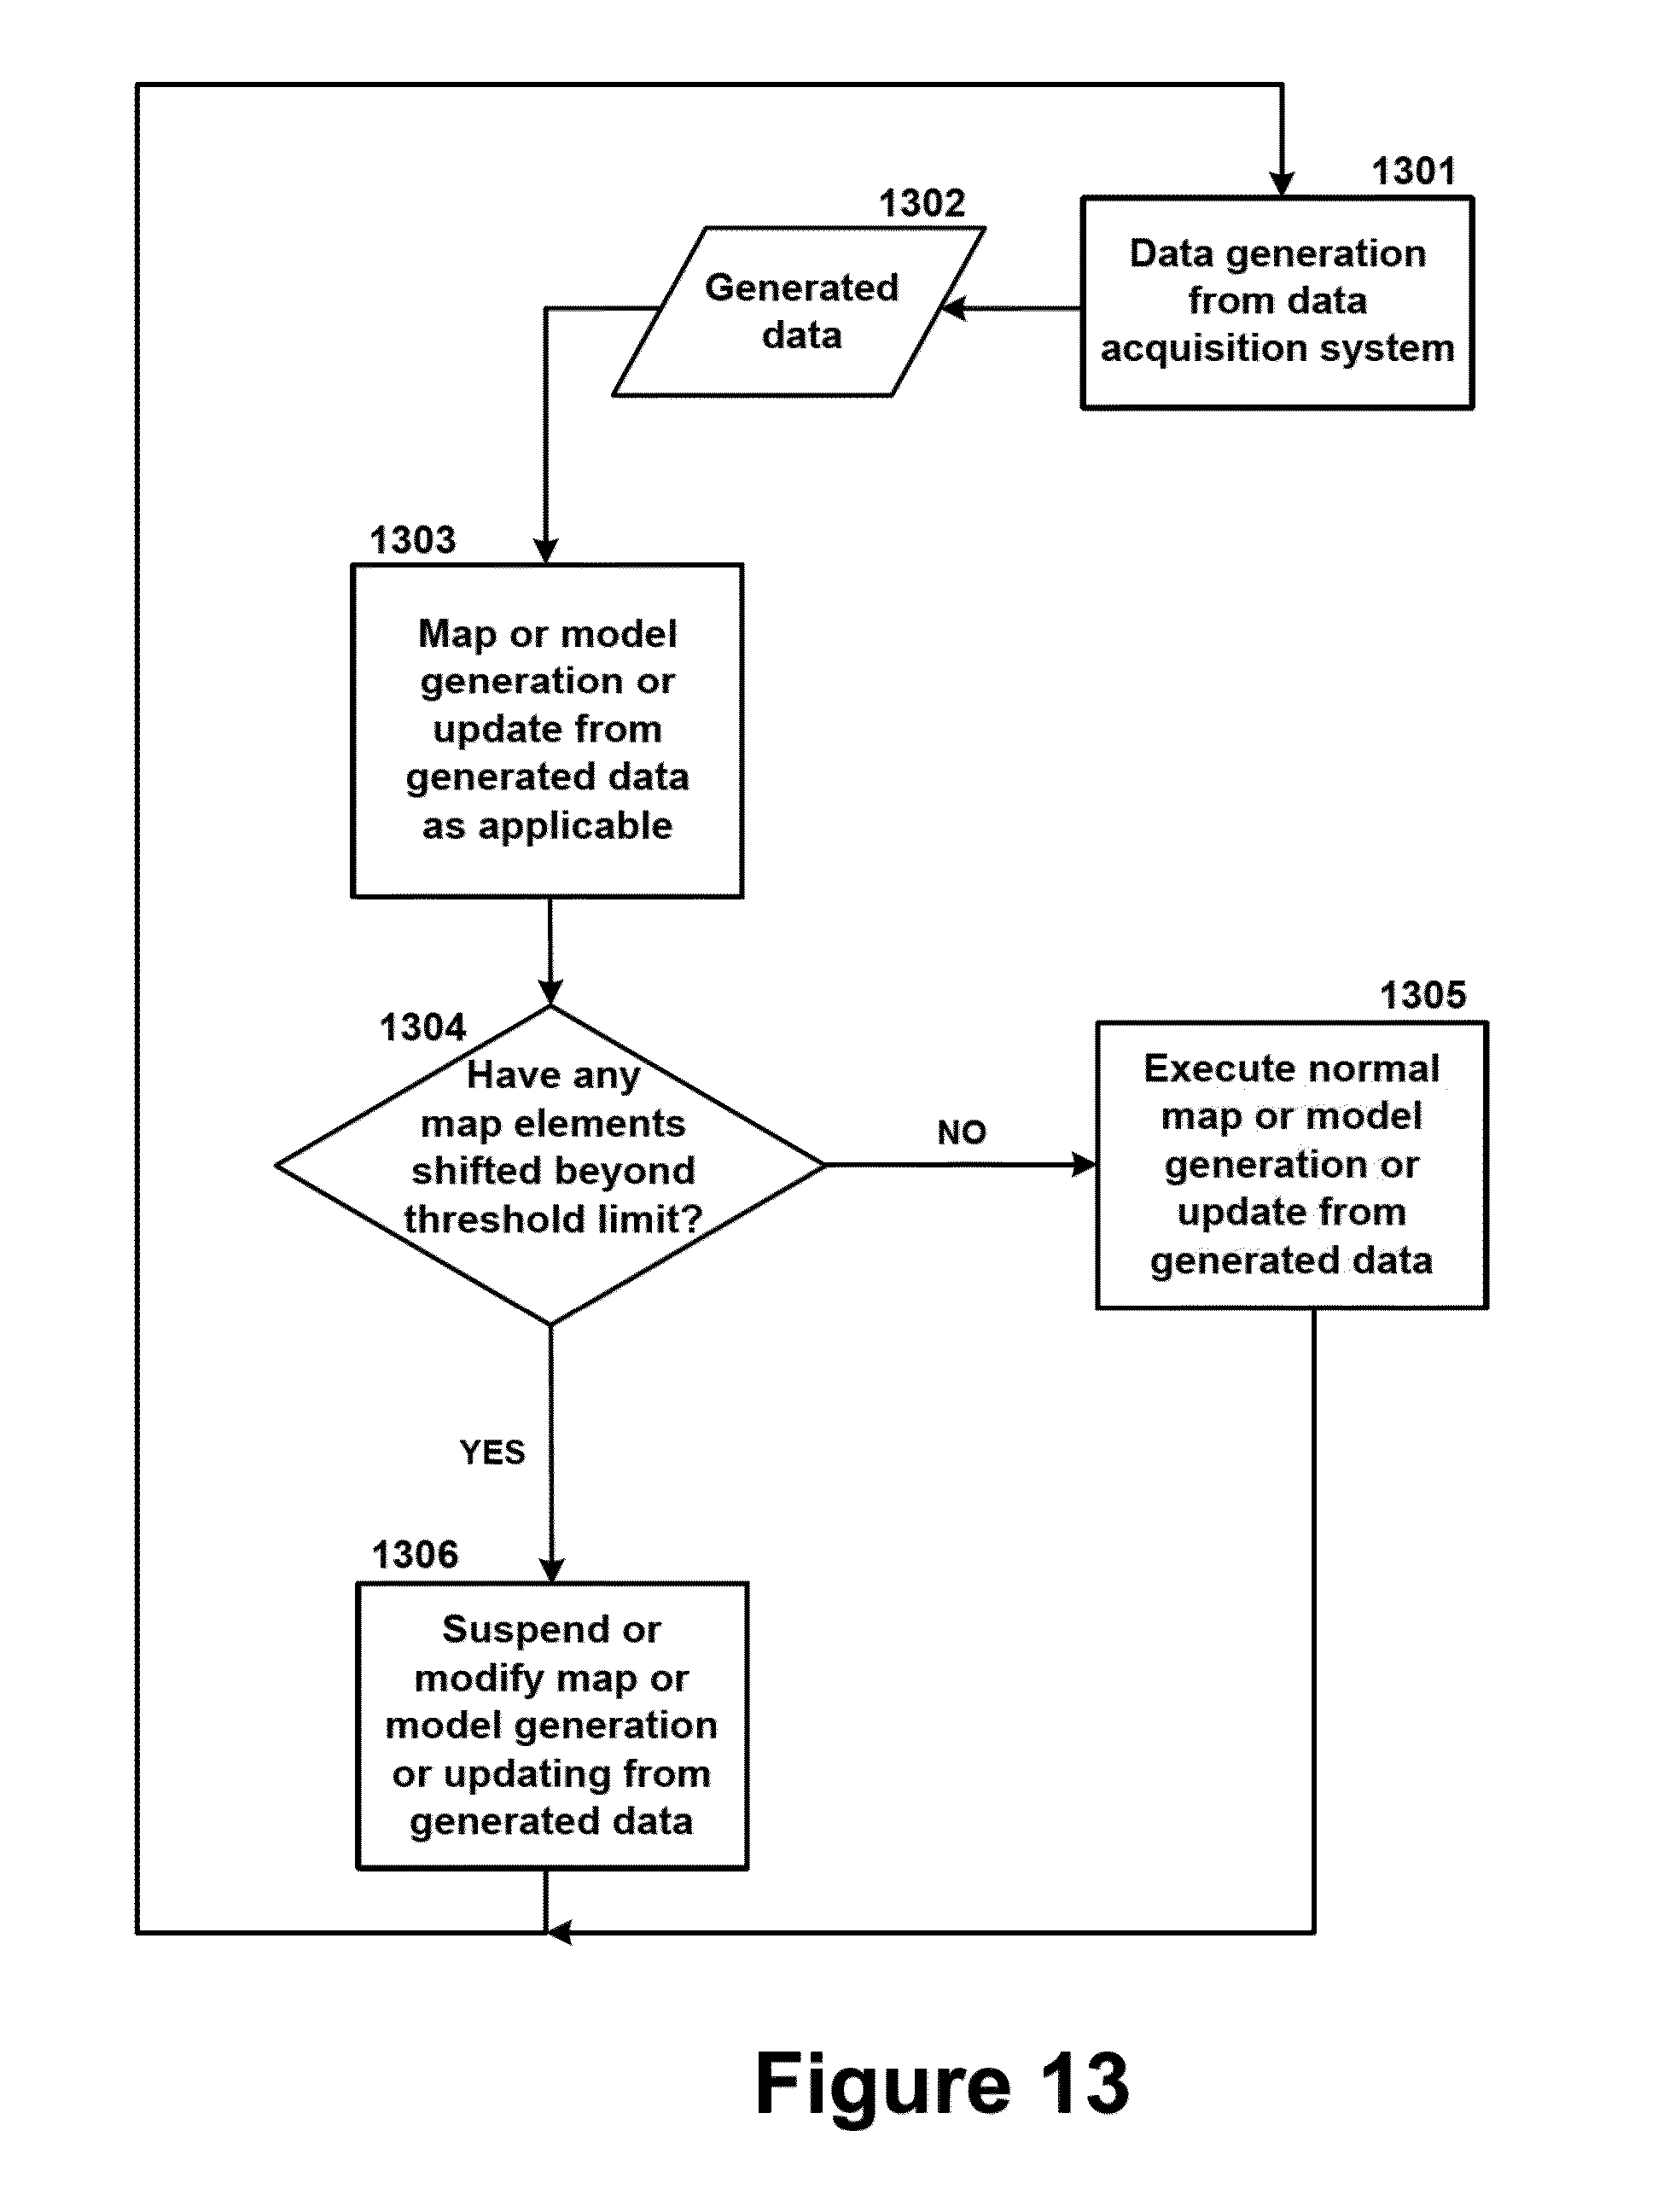 1301
Data generation
from data
acquisition system
1302
Generated
data
1303
Map or model
generation or
update from
generated data
as applicable
1304
Have any
map elements
shifted beyond
threshold limit?
NO
1305
Execute normal
map or model
generation or
update from
generated data
YES
1306
Suspend or
modify map or
model generation
or updating from
generated data
Figure 13